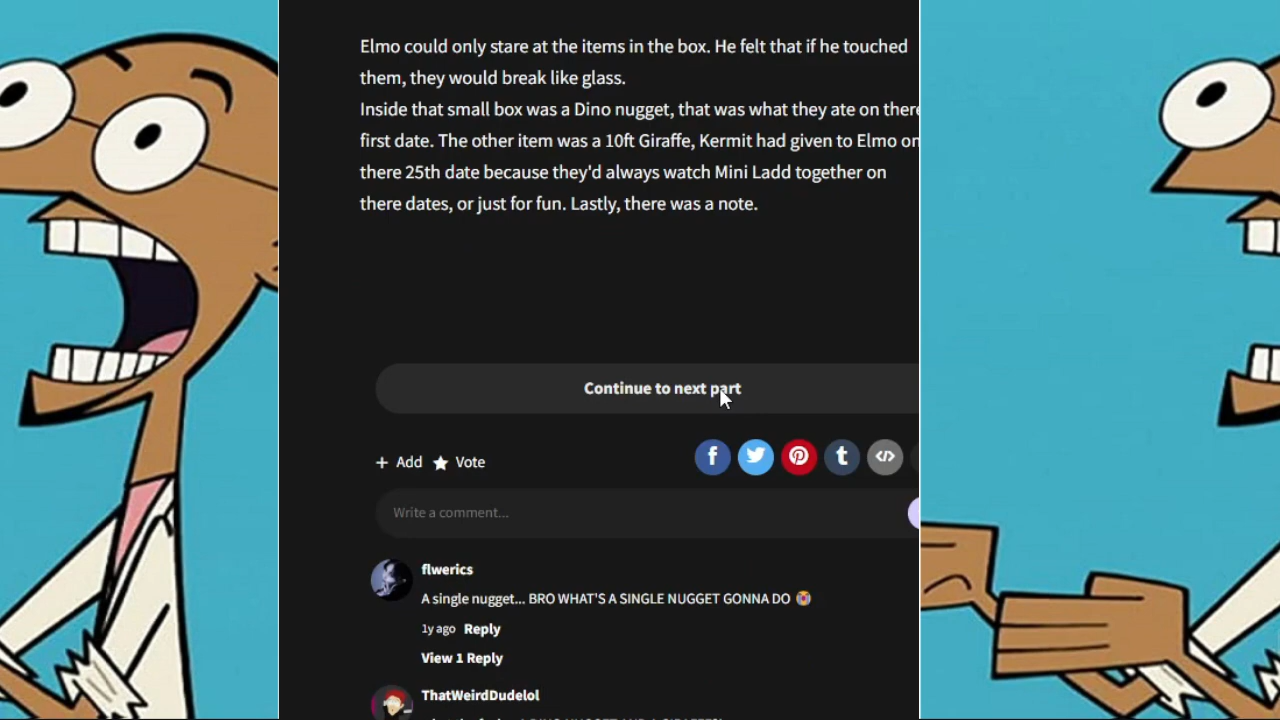 Elmo could only stare at the items in the box. He felt that if he touched
them, they would break like glass.
Inside that small box was a Dino nugget, that was what they ate on there
first date. The other item was a 10ft Giraffe, Kermit had given to Elmo on
there 25th date because they'd always watch Mini Ladd together on
there dates, or just for fun. Lastly, there was a note.
Continue to next part
+ Add Vote
Write a comment...
flwerics
A single nugget... BRO WHAT'S A SINGLE NUGGET GONNA DO
1y ago Reply
View 1 Reply
ThatWeirdDudelol